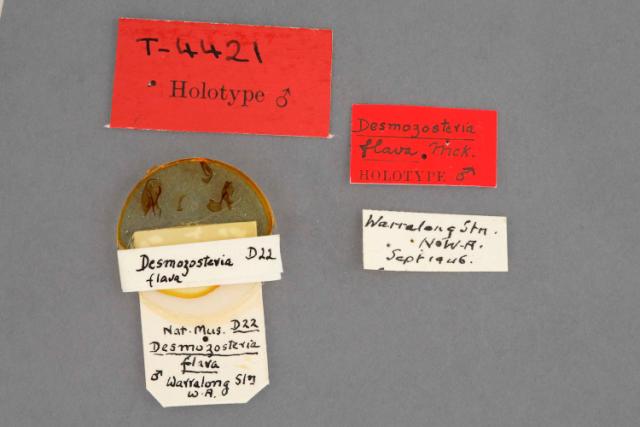 T-4421
Holotype ♂
Desmozosteria
flava. Mck.
HOLOTYPE ♂
Warralong Stn.
N.W.A.
Sept 1946.
Desmozosteria D22
flava
Nat. Mus. D22
Desmozosteria
flava
♂ Warralong Stn
W.A.